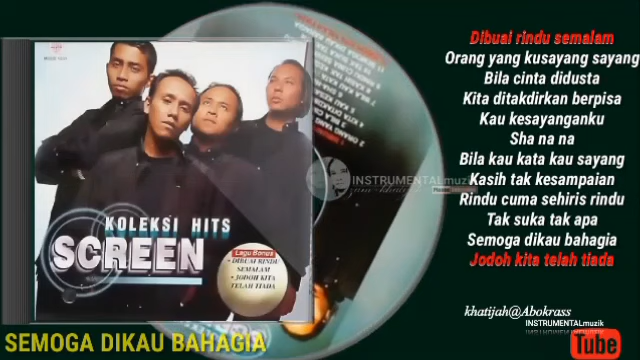 Dibuai rindu semalam
Orang yang kusayang sayang
Bila cinta didusta
Kita ditakdirkan berpisa
Kau kesayanganku
Sha na na
Bila kau kata kau sayang
Kasih tak kesampaian
Rindu cuma sehiris rindu
Tak suka tak apa
Semoga dikau bahagia
Jodoh kita telah tiada
KOLEKSI HITS
SCREEN
Lagu Bonus
• DIBUAI RINDU
SEMALAM
• JODOH KITA
TELAH TIADA
INSTRUMENTALmuzik
khatijah@Abokrass
INSTRUMENTALmuzik
Tube
SEMOGA DIKAU BAHAGIA